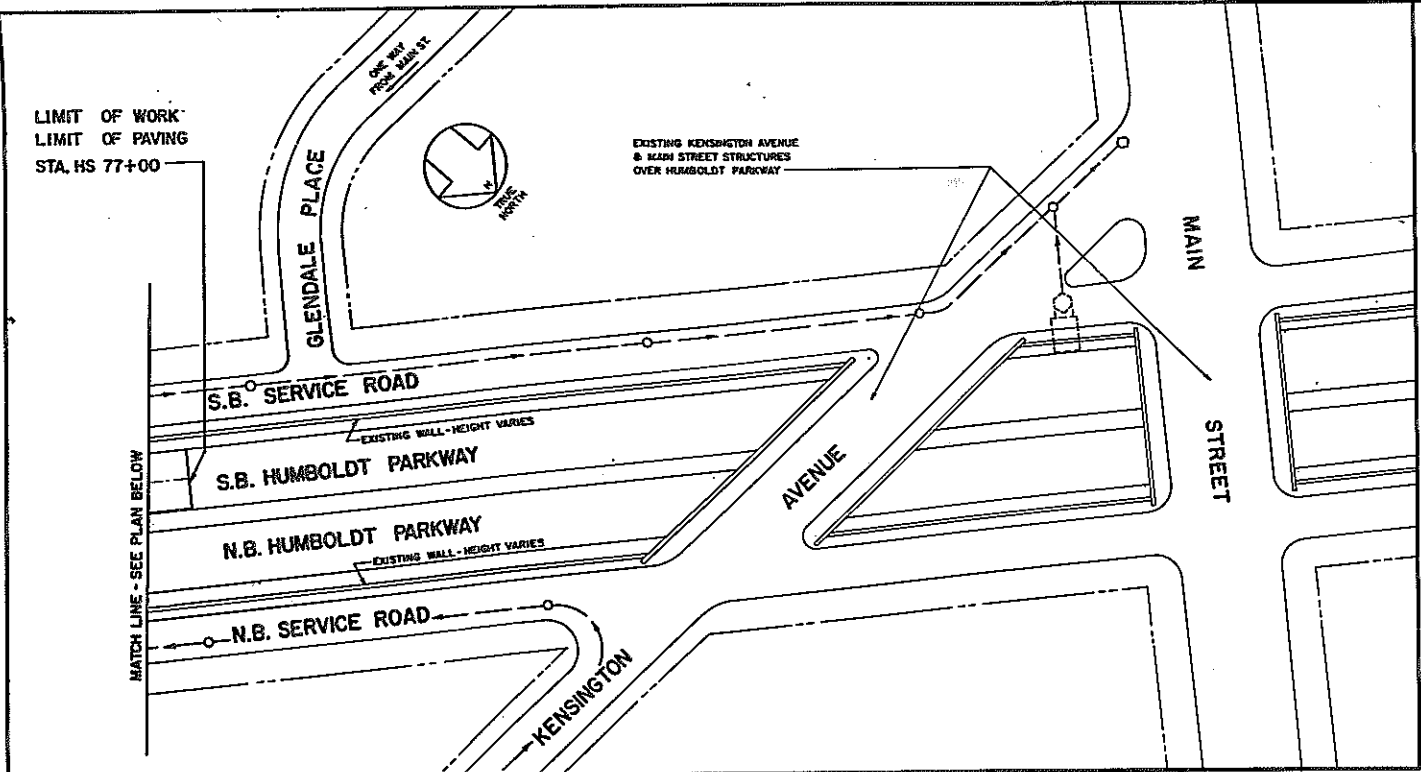 ONE WAY
FROM MAIN ST.
LIMIT OF WORK
LIMIT OF PAVING
STA. HS 77+00
GLENDALE PLACE
N
TRUE
NORTH
EXISTING KENSINGTON AVENUE
& MAIN STREET STRUCTURES
OVER HUMBOLDT PARKWAY
MAIN
STREET
S.B. SERVICE ROAD
EXISTING WALL-HEIGHT VARIES
S.B. HUMBOLDT PARKWAY
AVENUE
N.B. HUMBOLDT PARKWAY
EXISTING WALL-HEIGHT VARIES
N.B. SERVICE ROAD
KENSINGTON
MATCH LINE - SEE PLAN BELOW